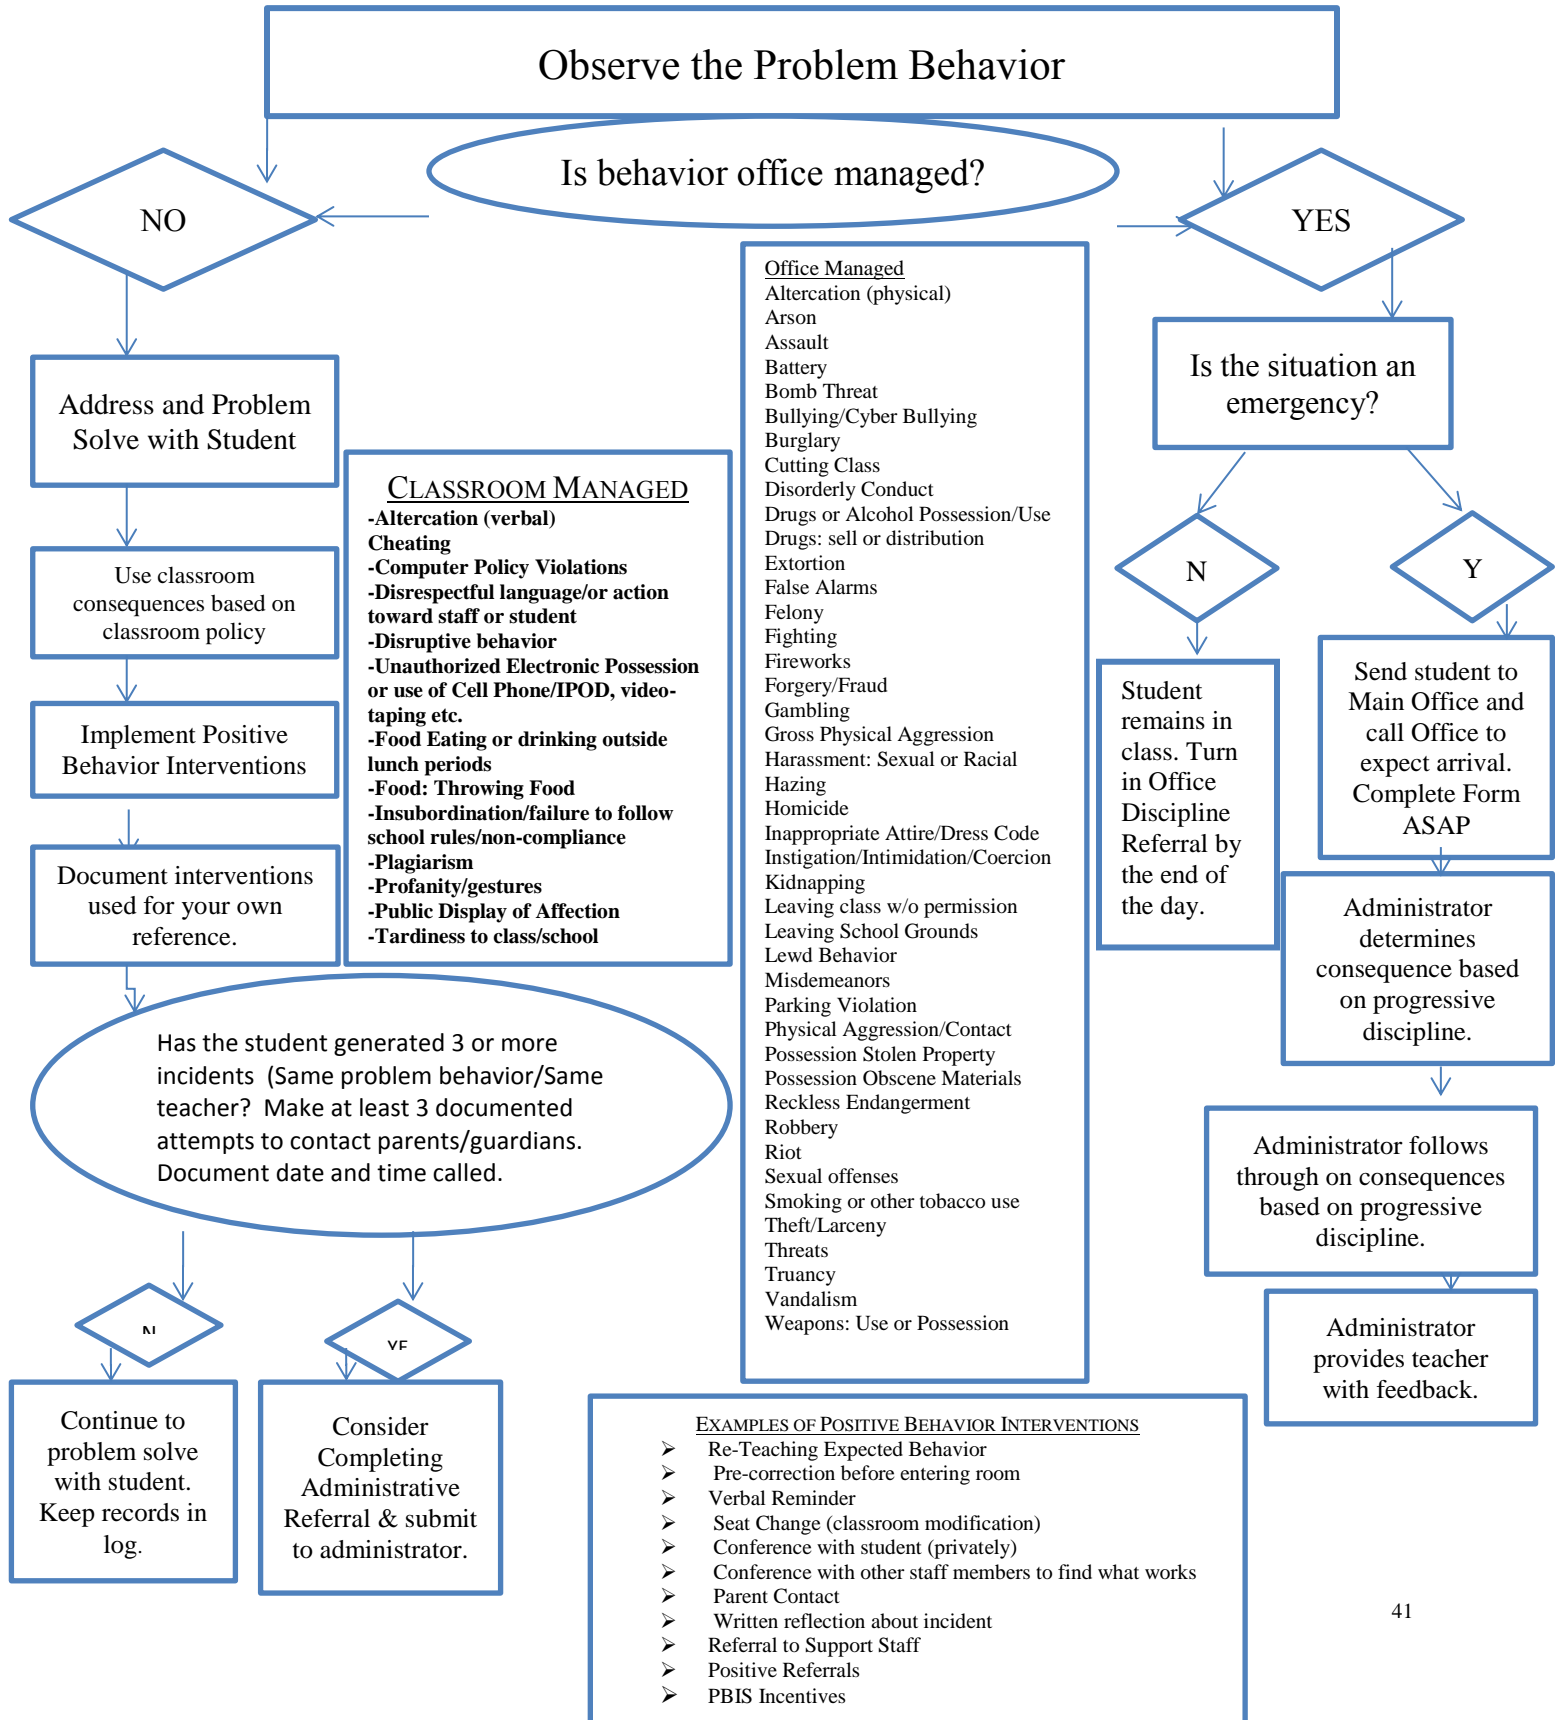 Observe the Problem Behavior
Is behavior office managed?
NO
YES
Address and Problem
Solve with Student
Use classroom
consequences based on
classroom policy
Implement Positive
Behavior Interventions
Document interventions
used for your own
reference.
CLASSROOM MANAGED
-Altercation (verbal)
Cheating
-Computer Policy Violations
-Disrespectful language/or action
toward staff or student
-Disruptive behavior
-Unauthorized Electronic Possession
or use of Cell Phone/IPOD, video-
taping etc.
-Food Eating or drinking outside
lunch periods
-Food: Throwing Food
-Insubordination/failure to follow
school rules/non-compliance
-Plagiarism
-Profanity/gestures
-Public Display of Affection
-Tardiness to class/school
Office Managed
Altercation (physical)
Arson
Assault
Battery
Bomb Threat
Bullying/Cyber Bullying
Burglary
Cutting Class
Disorderly Conduct
Drugs or Alcohol Possession/Use
Drugs: sell or distribution
Extortion
False Alarms
Felony
Fighting
Fireworks
Forgery/Fraud
Gambling
Gross Physical Aggression
Harassment: Sexual or Racial
Hazing
Homicide
Inappropriate Attire/Dress Code
Instigation/Intimidation/Coercion
Kidnapping
Leaving class w/o permission
Leaving School Grounds
Lewd Behavior
Misdemeanors
Parking Violation
Physical Aggression/Contact
Possession Stolen Property
Possession Obscene Materials
Reckless Endangerment
Robbery
Riot
Sexual offenses
Smoking or other tobacco use
Theft/Larceny
Threats
Truancy
Vandalism
Weapons: Use or Possession
Is the situation an
emergency?
N
Y
Student
remains in
class. Turn
in Office
Discipline
Referral by
the end of
the day.
Send student to
Main Office and
call Office to
expect arrival.
Complete Form
ASAP
Administrator
determines
consequence based
on progressive
discipline.
Administrator follows
through on consequences
based on progressive
discipline.
Administrator
provides teacher
with feedback.
Has the student generated 3 or more
incidents (Same problem behavior/Same
teacher? Make at least 3 documented
attempts to contact parents/guardians.
Document date and time called.
Continue to
problem solve
with student.
Keep records in
log.
Consider
Completing
Administrative
Referral & submit
to administrator.
EXAMPLES OF POSITIVE BEHAVIOR INTERVENTIONS
➢ Re-Teaching Expected Behavior
➢ Pre-correction before entering room
➢ Verbal Reminder
➢ Seat Change (classroom modification)
➢ Conference with student (privately)
➢ Conference with other staff members to find what works
➢ Parent Contact
➢ Written reflection about incident
➢ Referral to Support Staff
➢ Positive Referrals
➢ PBIS Incentives
41